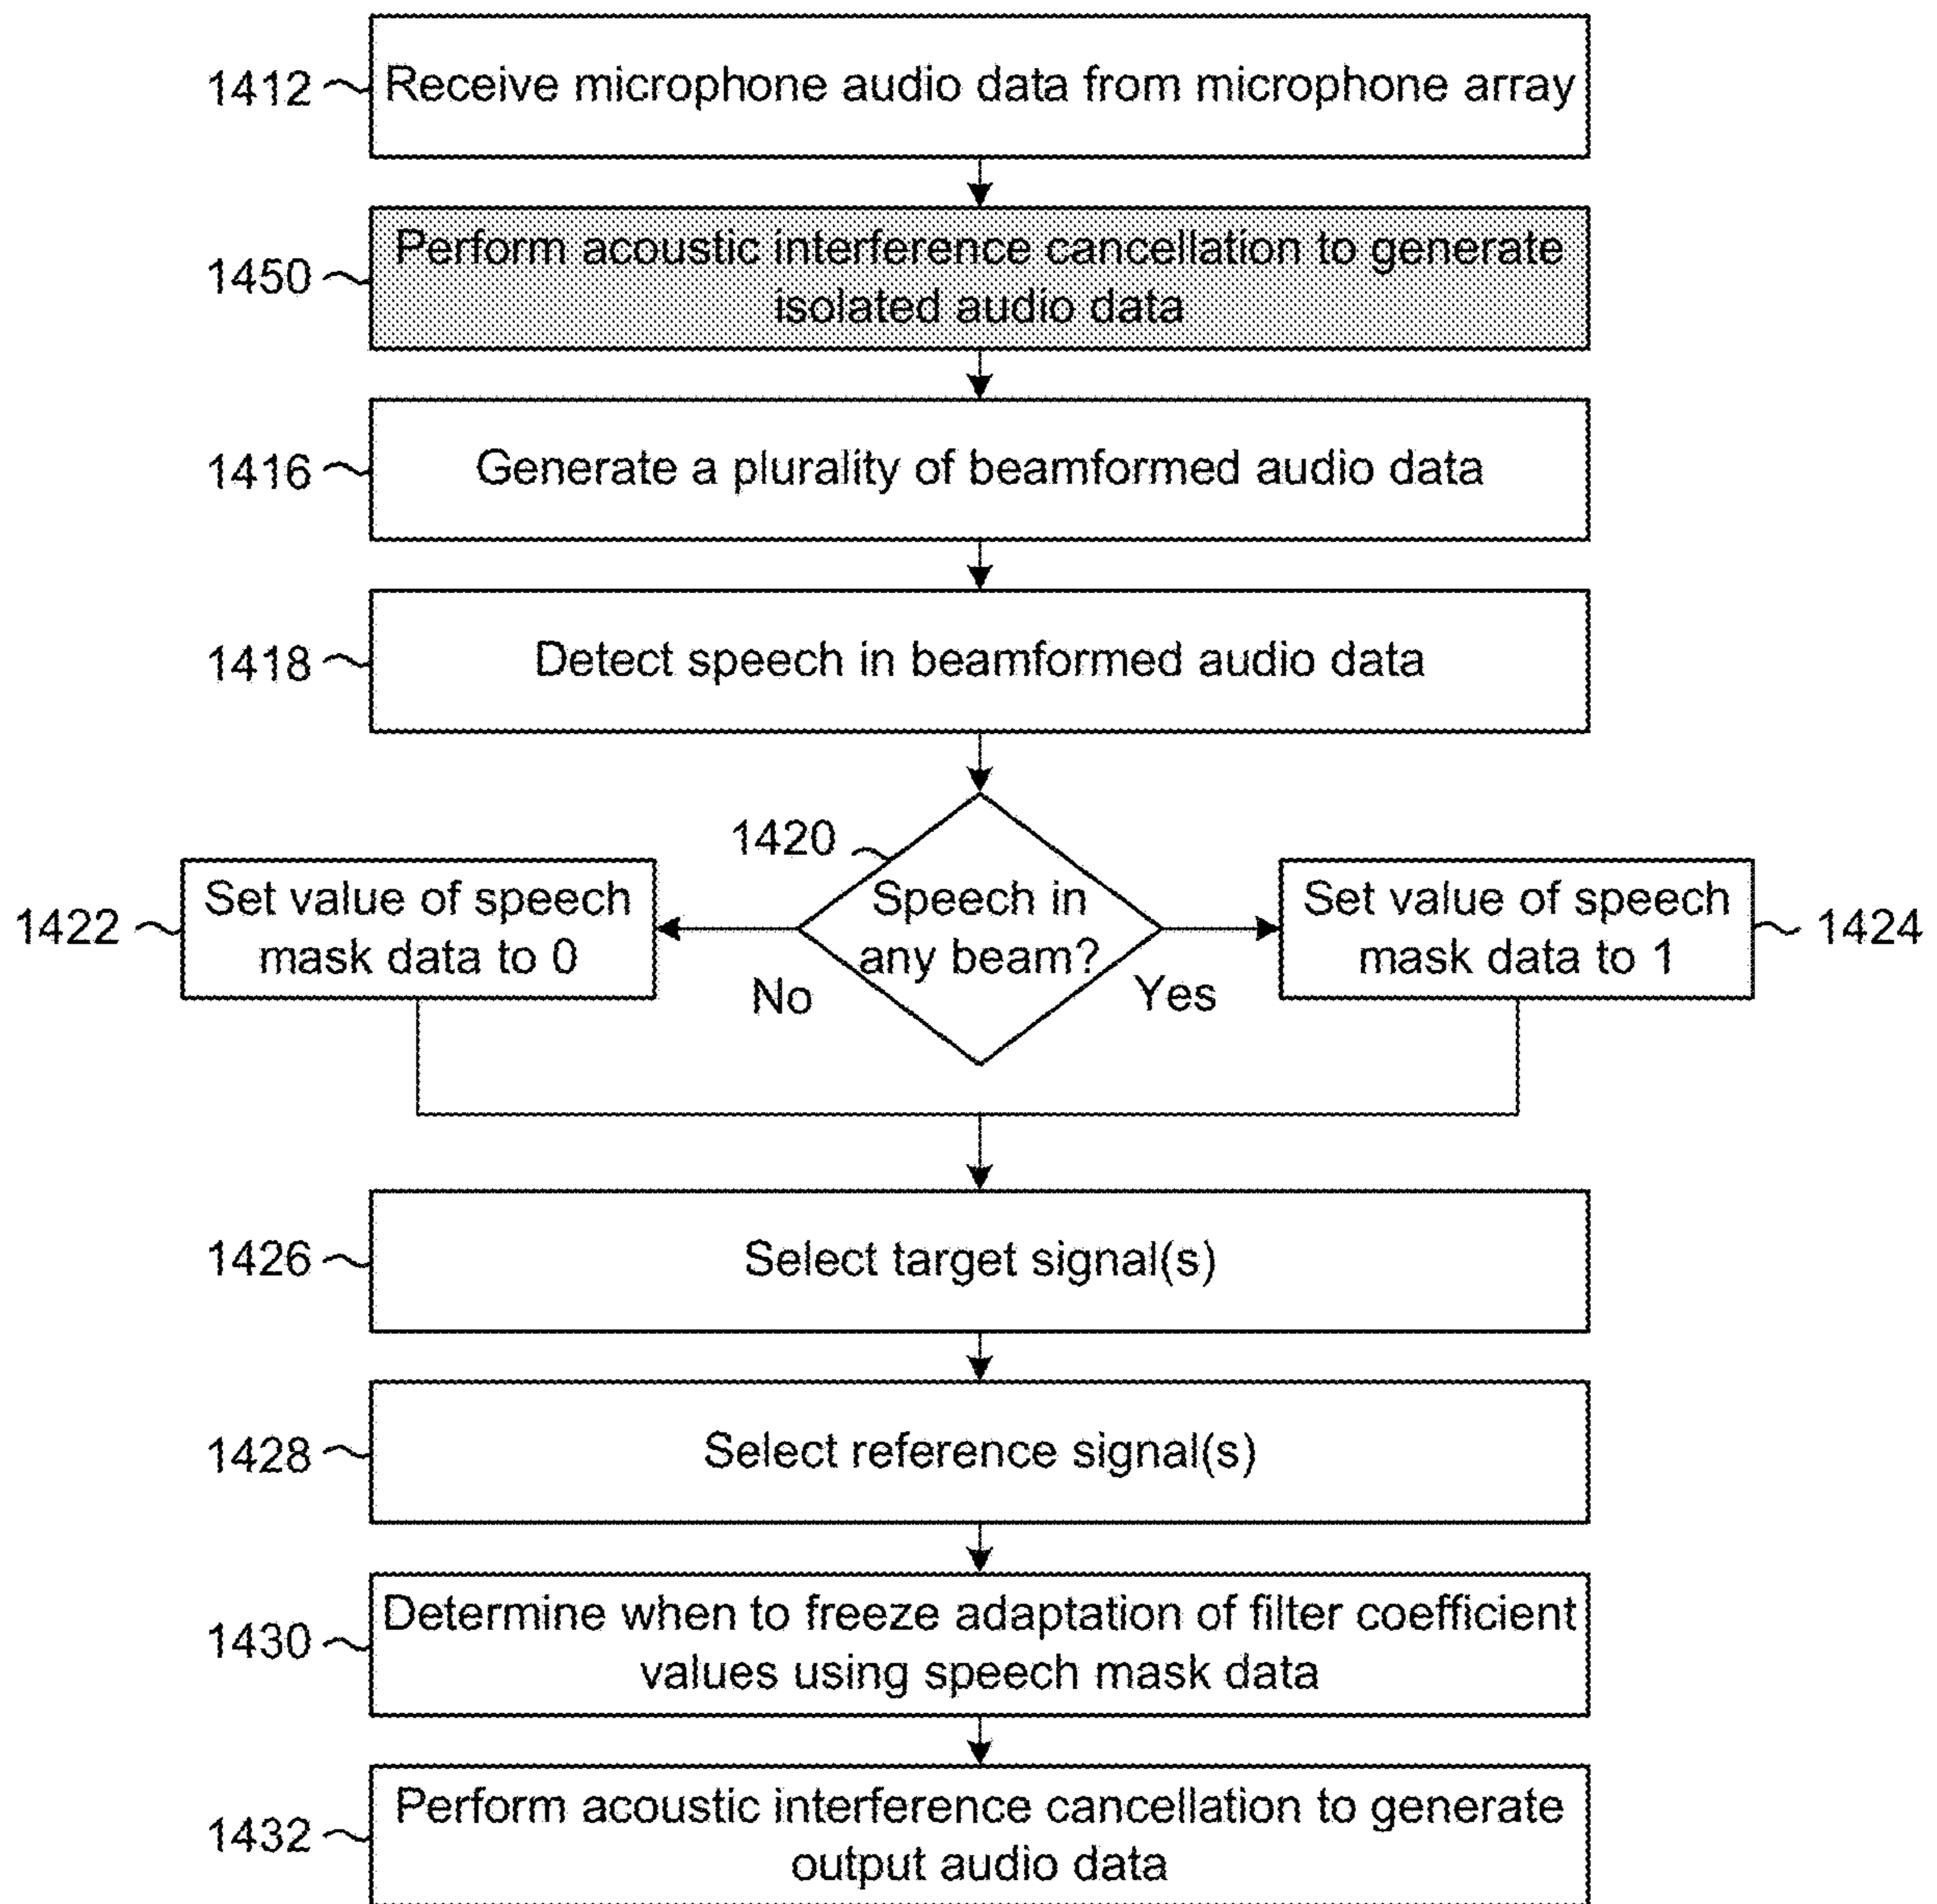 1412
Receive microphone audio data from microphone array
1450
Perform acoustic interference cancellation to generate
isolated audio data
1416
Generate a plurality of beamformed audio data
1418
Detect speech in beamformed audio data
1420
Speech in
any beam?
No
Yes
1422
Set value of speech
mask data to 0
Set value of speech
mask data to 1
1424
1426
Select target signal(s)
1428
Select reference signal(s)
1430
Determine when to freeze adaptation of filter coefficient
values using speech mask data
1432
Perform acoustic interference cancellation to generate
output audio data